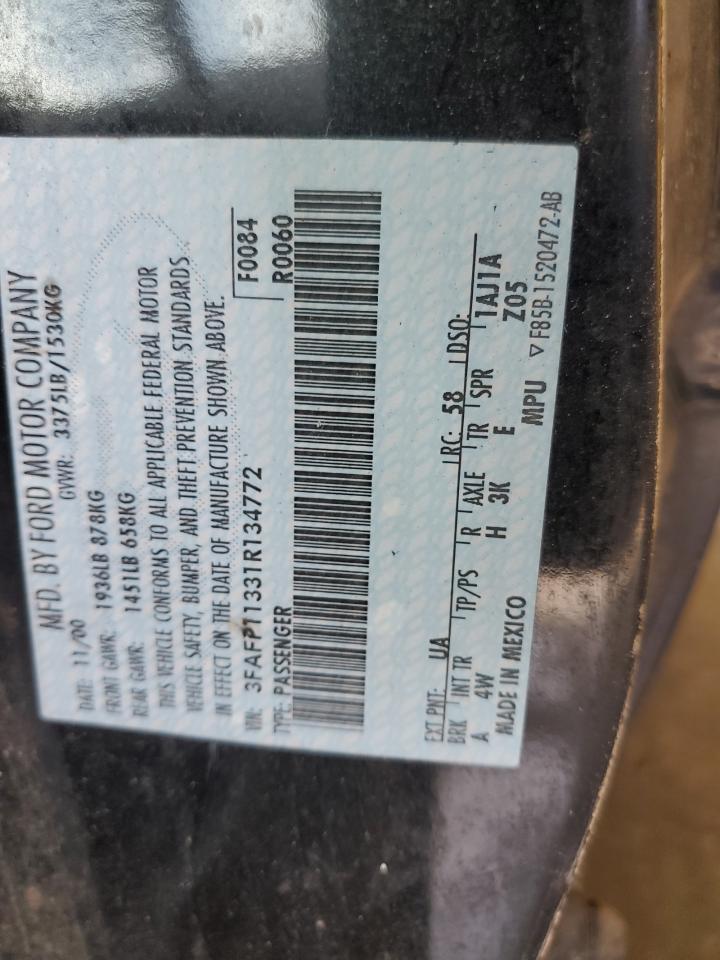 MFD. BY FORD MOTOR COMPANY
DATE: 11/00 GVWR: 3375LB/1530KG
FRONT GAWR: 1936LB 878KG
REAR GAWR: 1451LB 658KG
THIS VEHICLE CONFORMS TO ALL APPLICABLE FEDERAL MOTOR
VEHICLE SAFETY, BUMPER, AND THEFT PREVENTION STANDARDS
IN EFFECT ON THE DATE OF MANUFACTURE SHOWN ABOVE.
VIN: 3FAFP11331R134772 F0084
TYPE: PASSENGER R0060
EXT PNT: UA RC: 58 DSO:
BRK INT TR TP/PS R AXLE TR SPR 1AJ1A
A 4W H 3K E Z05
MADE IN MEXICO MPU ▽ F85B-1520472-AB